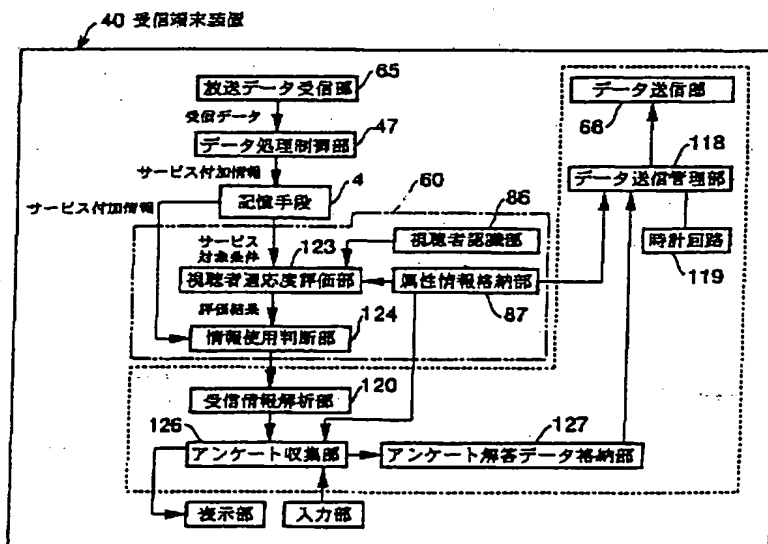 40 受信端末装置
放送データ受信部
65
受信データ
データ処理制御部
47
サービス付加情報
サービス付加情報
記憶手段
4
60
86
サービス
対象条件
123
視聴者認識部
視聴者適応度評価部
属性情報格納部
87
評価結果
124
情報使用判断部
120
受信情報解析部
126
127
アンケート収集部
アンケート解答データ格納部
表示部
入力部
データ送信部
66
118
データ送信管理部
時計回路
119